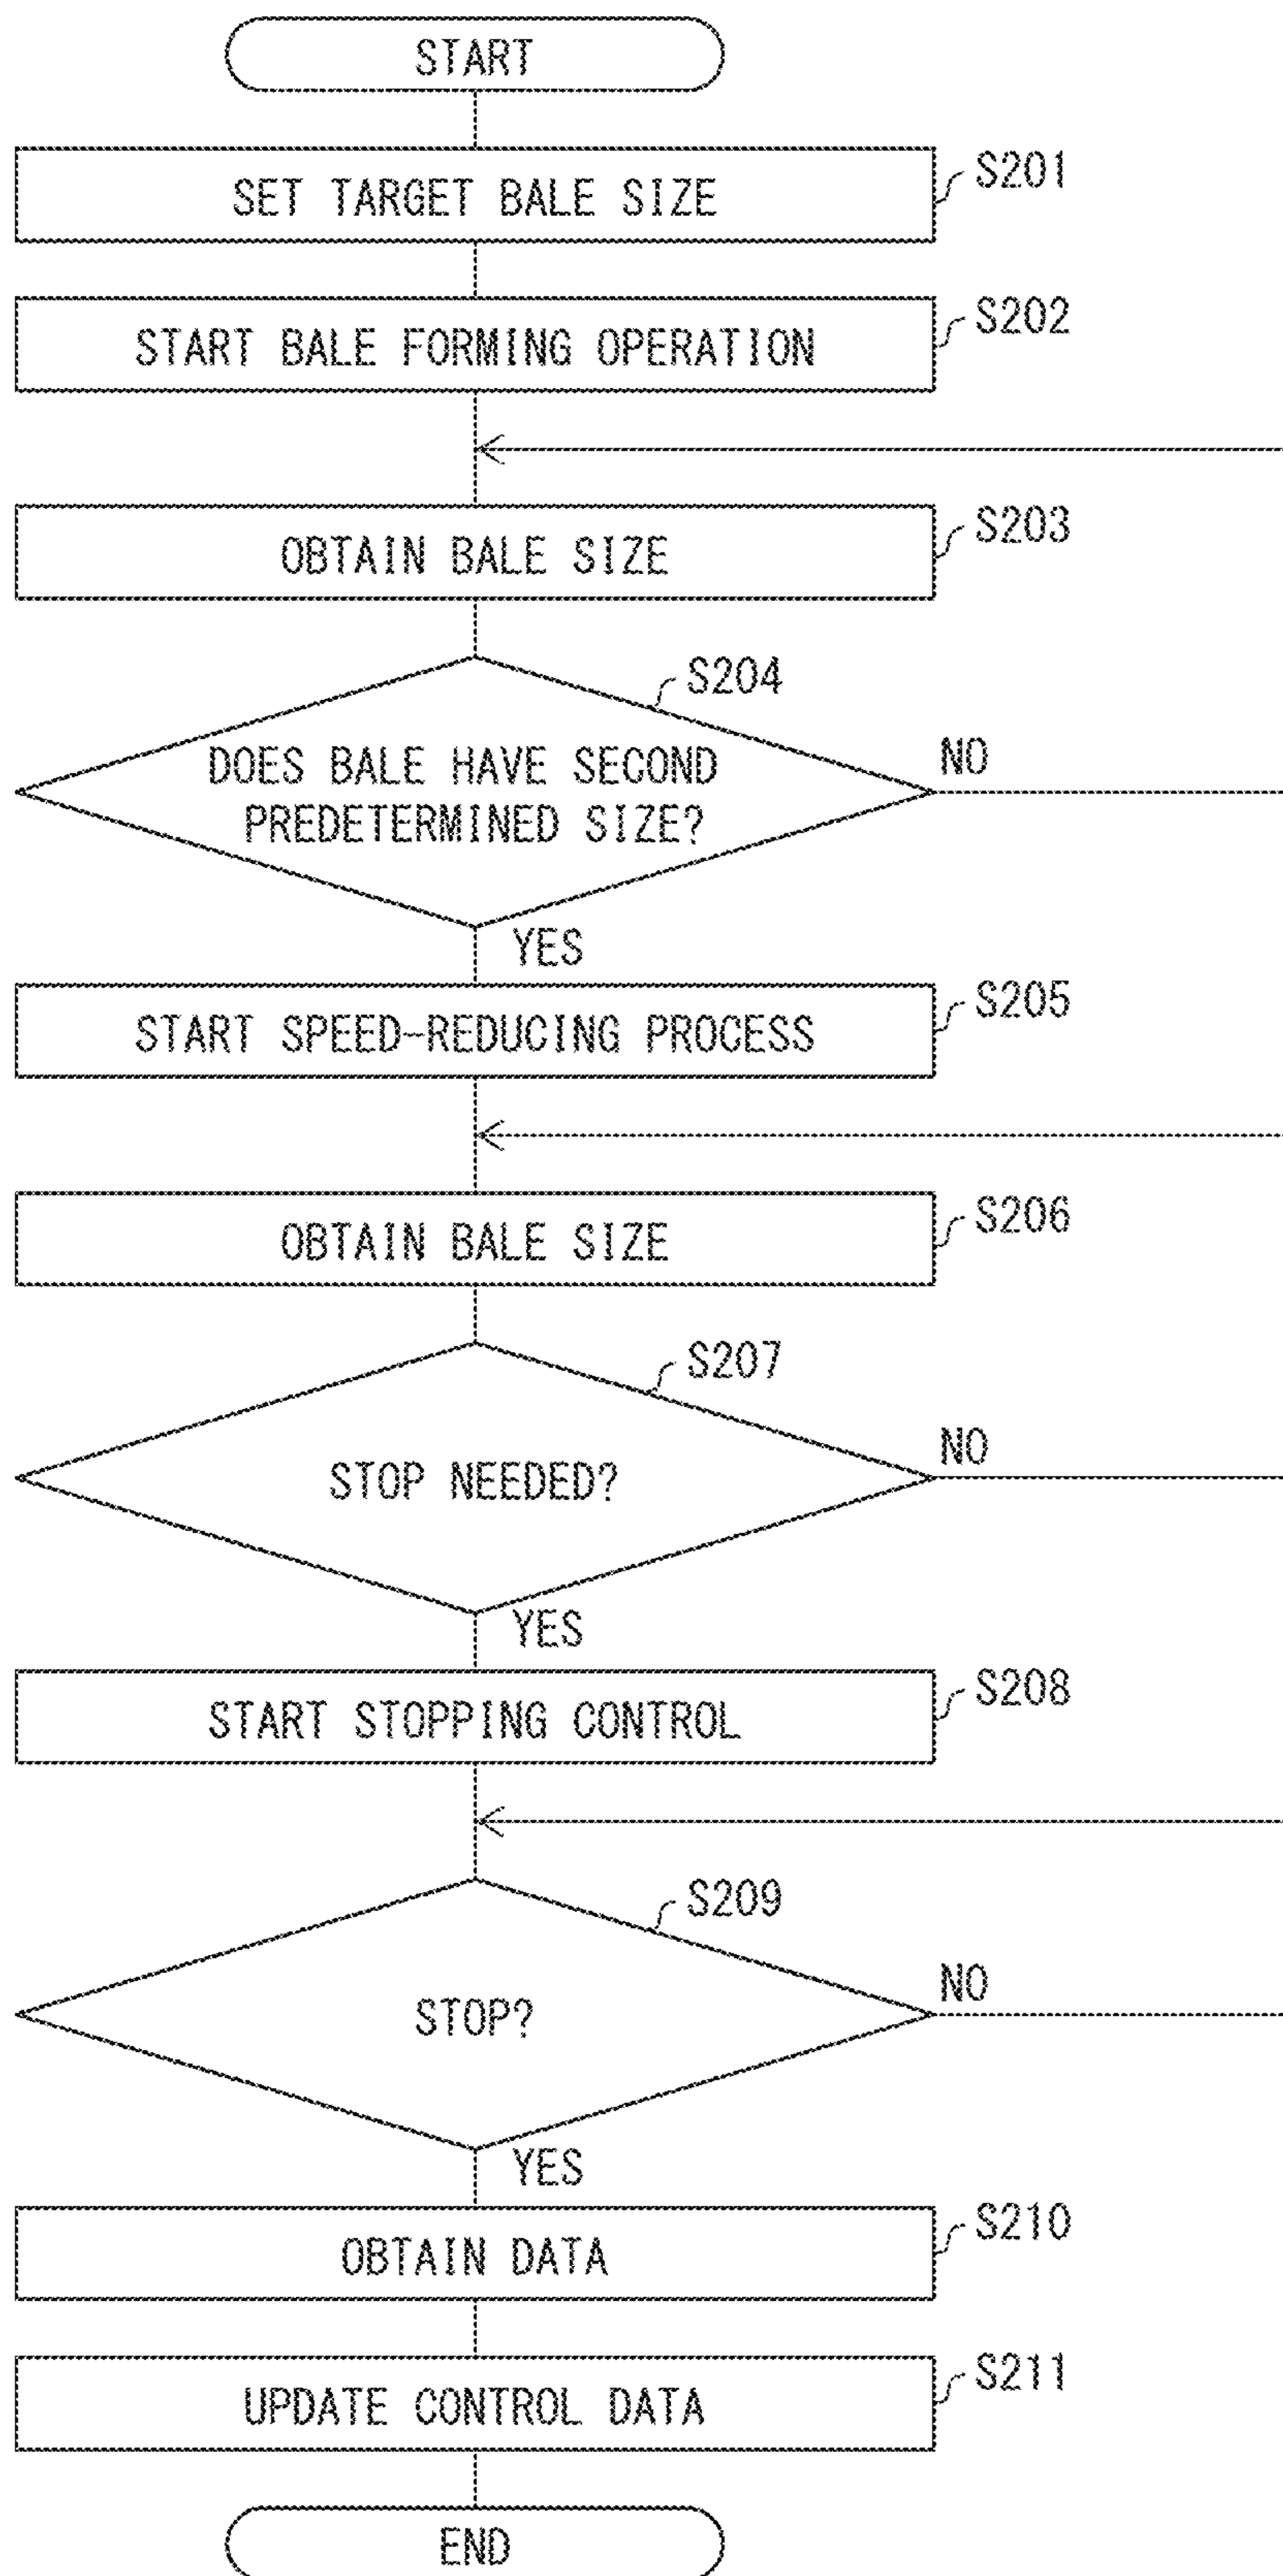 START
SET TARGET BALE SIZE
S201
START BALE FORMING OPERATION
S202
OBTAIN BALE SIZE
S203
S204
DOES BALE HAVE SECOND
PREDETERMINED SIZE?
NO
YES
START SPEED-REDUCING PROCESS
S205
OBTAIN BALE SIZE
S206
S207
STOP NEEDED?
NO
YES
START STOPPING CONTROL
S208
S209
STOP?
NO
YES
OBTAIN DATA
S210
UPDATE CONTROL DATA
S211
END